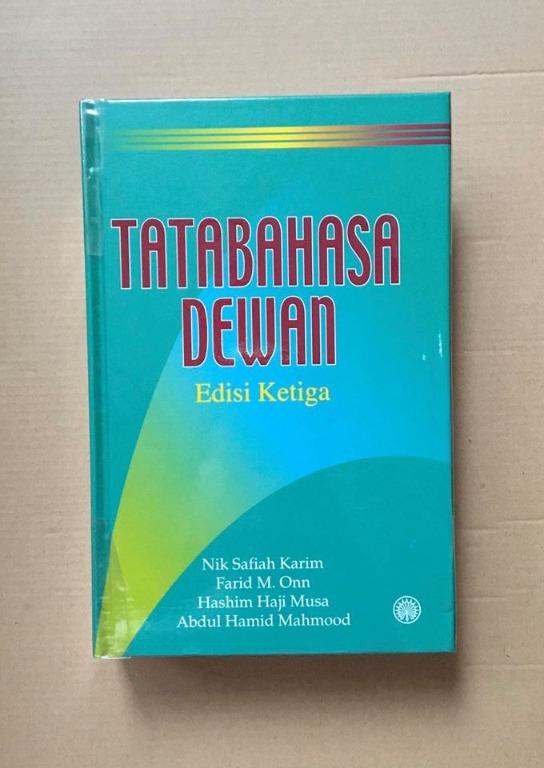 TATABAHASA
DEWAN
Edisi Ketiga
Nik Safiah Karim
Farid M. Onn
Hashim Haji Musa
Abdul Hamid Mahmood